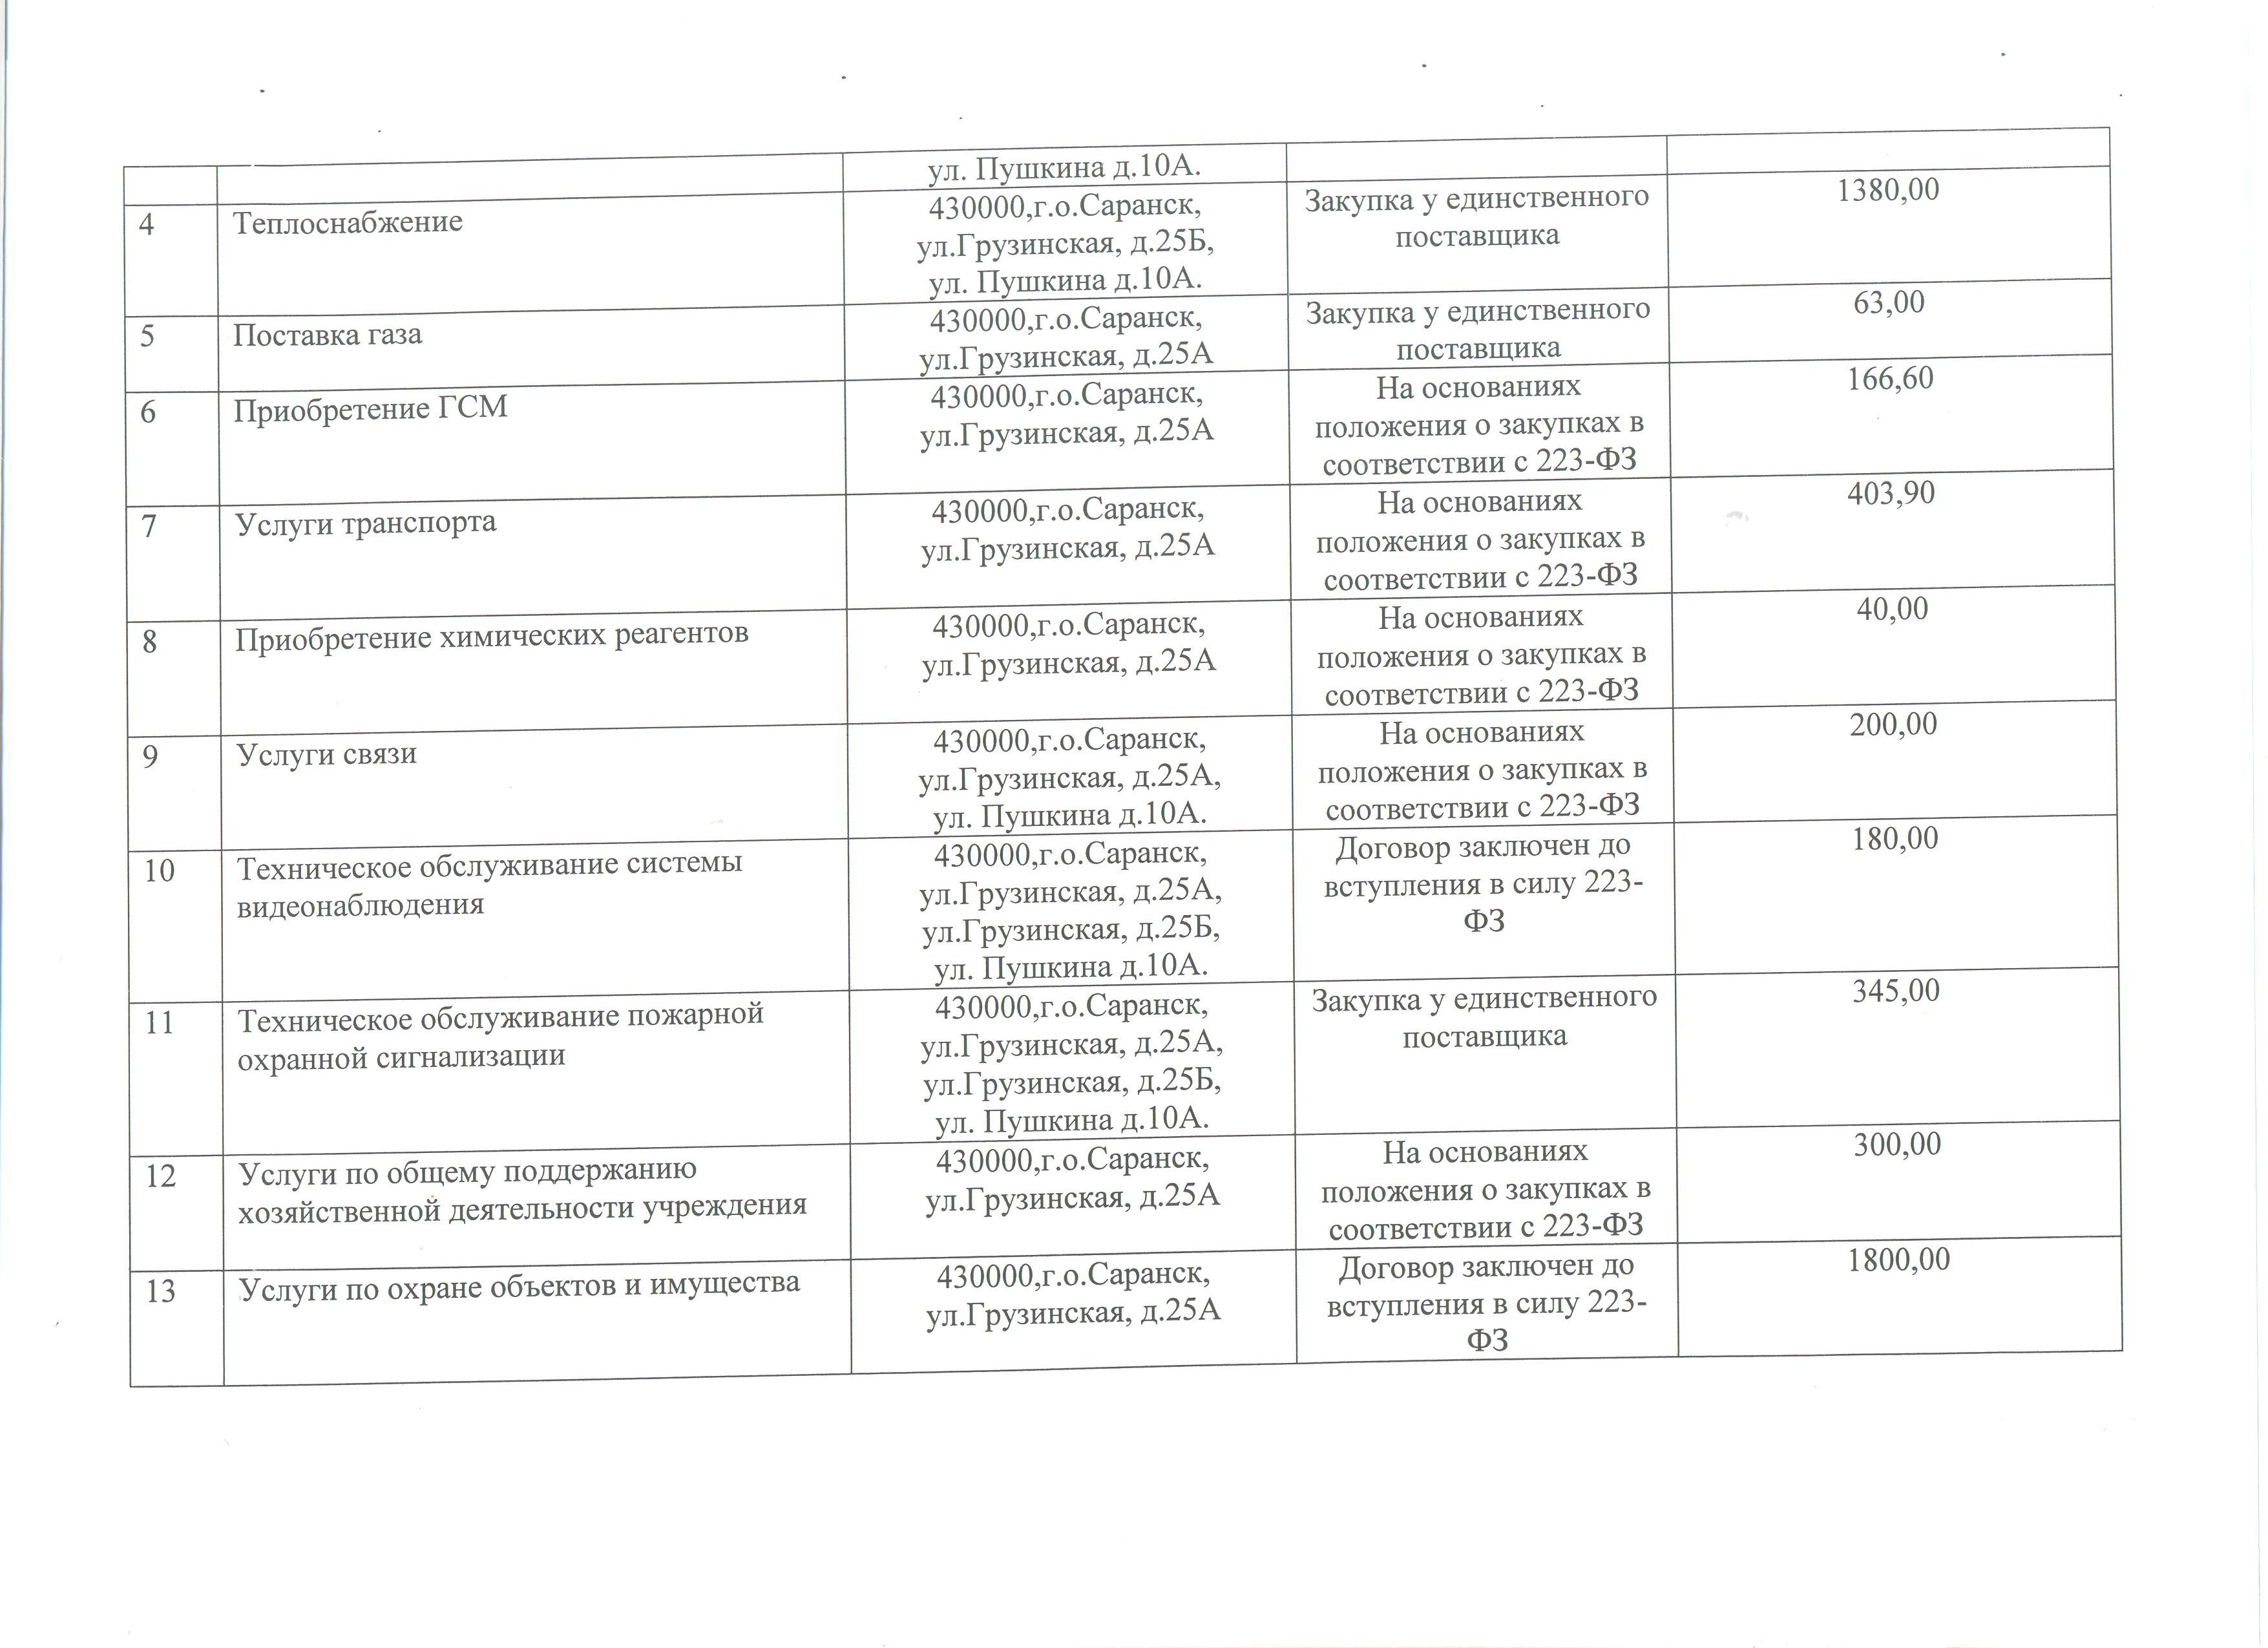 ул. Пушкина д.10А.
4
Теплоснабжение
430000,г.о.Саранск,
ул.Грузинская, д.25Б,
ул. Пушкина д.10А.
Закупка у единственного
поставщика
1380,00
5
Поставка газа
430000,г.о.Саранск,
ул.Грузинская, д.25А
Закупка у единственного
поставщика
63,00
6
Приобретение ГСМ
430000,г.о.Саранск,
ул.Грузинская, д.25А
На основаниях
положения о закупках в
соответствии с 223-ФЗ
166,60
7
Услуги транспорта
430000,г.о.Саранск,
ул.Грузинская, д.25А
На основаниях
положения о закупках в
соответствии с 223-ФЗ
403,90
8
Приобретение химических реагентов
430000,г.о.Саранск,
ул.Грузинская, д.25А
На основаниях
положения о закупках в
соответствии с 223-ФЗ
40,00
9
Услуги связи
430000,г.о.Саранск,
ул.Грузинская, д.25А,
ул. Пушкина д.10А.
На основаниях
положения о закупках в
соответствии с 223-ФЗ
200,00
10
Техническое обслуживание системы
видеонаблюдения
430000,г.о.Саранск,
ул.Грузинская, д.25А,
ул.Грузинская, д.25Б,
ул. Пушкина д.10А.
Договор заключен до
вступления в силу 223-
ФЗ
180,00
11
Техническое обслуживание пожарной
охранной сигнализации
430000,г.о.Саранск,
ул.Грузинская, д.25А,
ул.Грузинская, д.25Б,
ул. Пушкина д.10А.
Закупка у единственного
поставщика
345,00
12
Услуги по общему поддержанию
хозяйственной деятельности учреждения
430000,г.о.Саранск,
ул.Грузинская, д.25А
На основаниях
положения о закупках в
соответствии с 223-ФЗ
300,00
13
Услуги по охране объектов и имущества
430000,г.о.Саранск,
ул.Грузинская, д.25А
Договор заключен до
вступления в силу 223-
ФЗ
1800,00